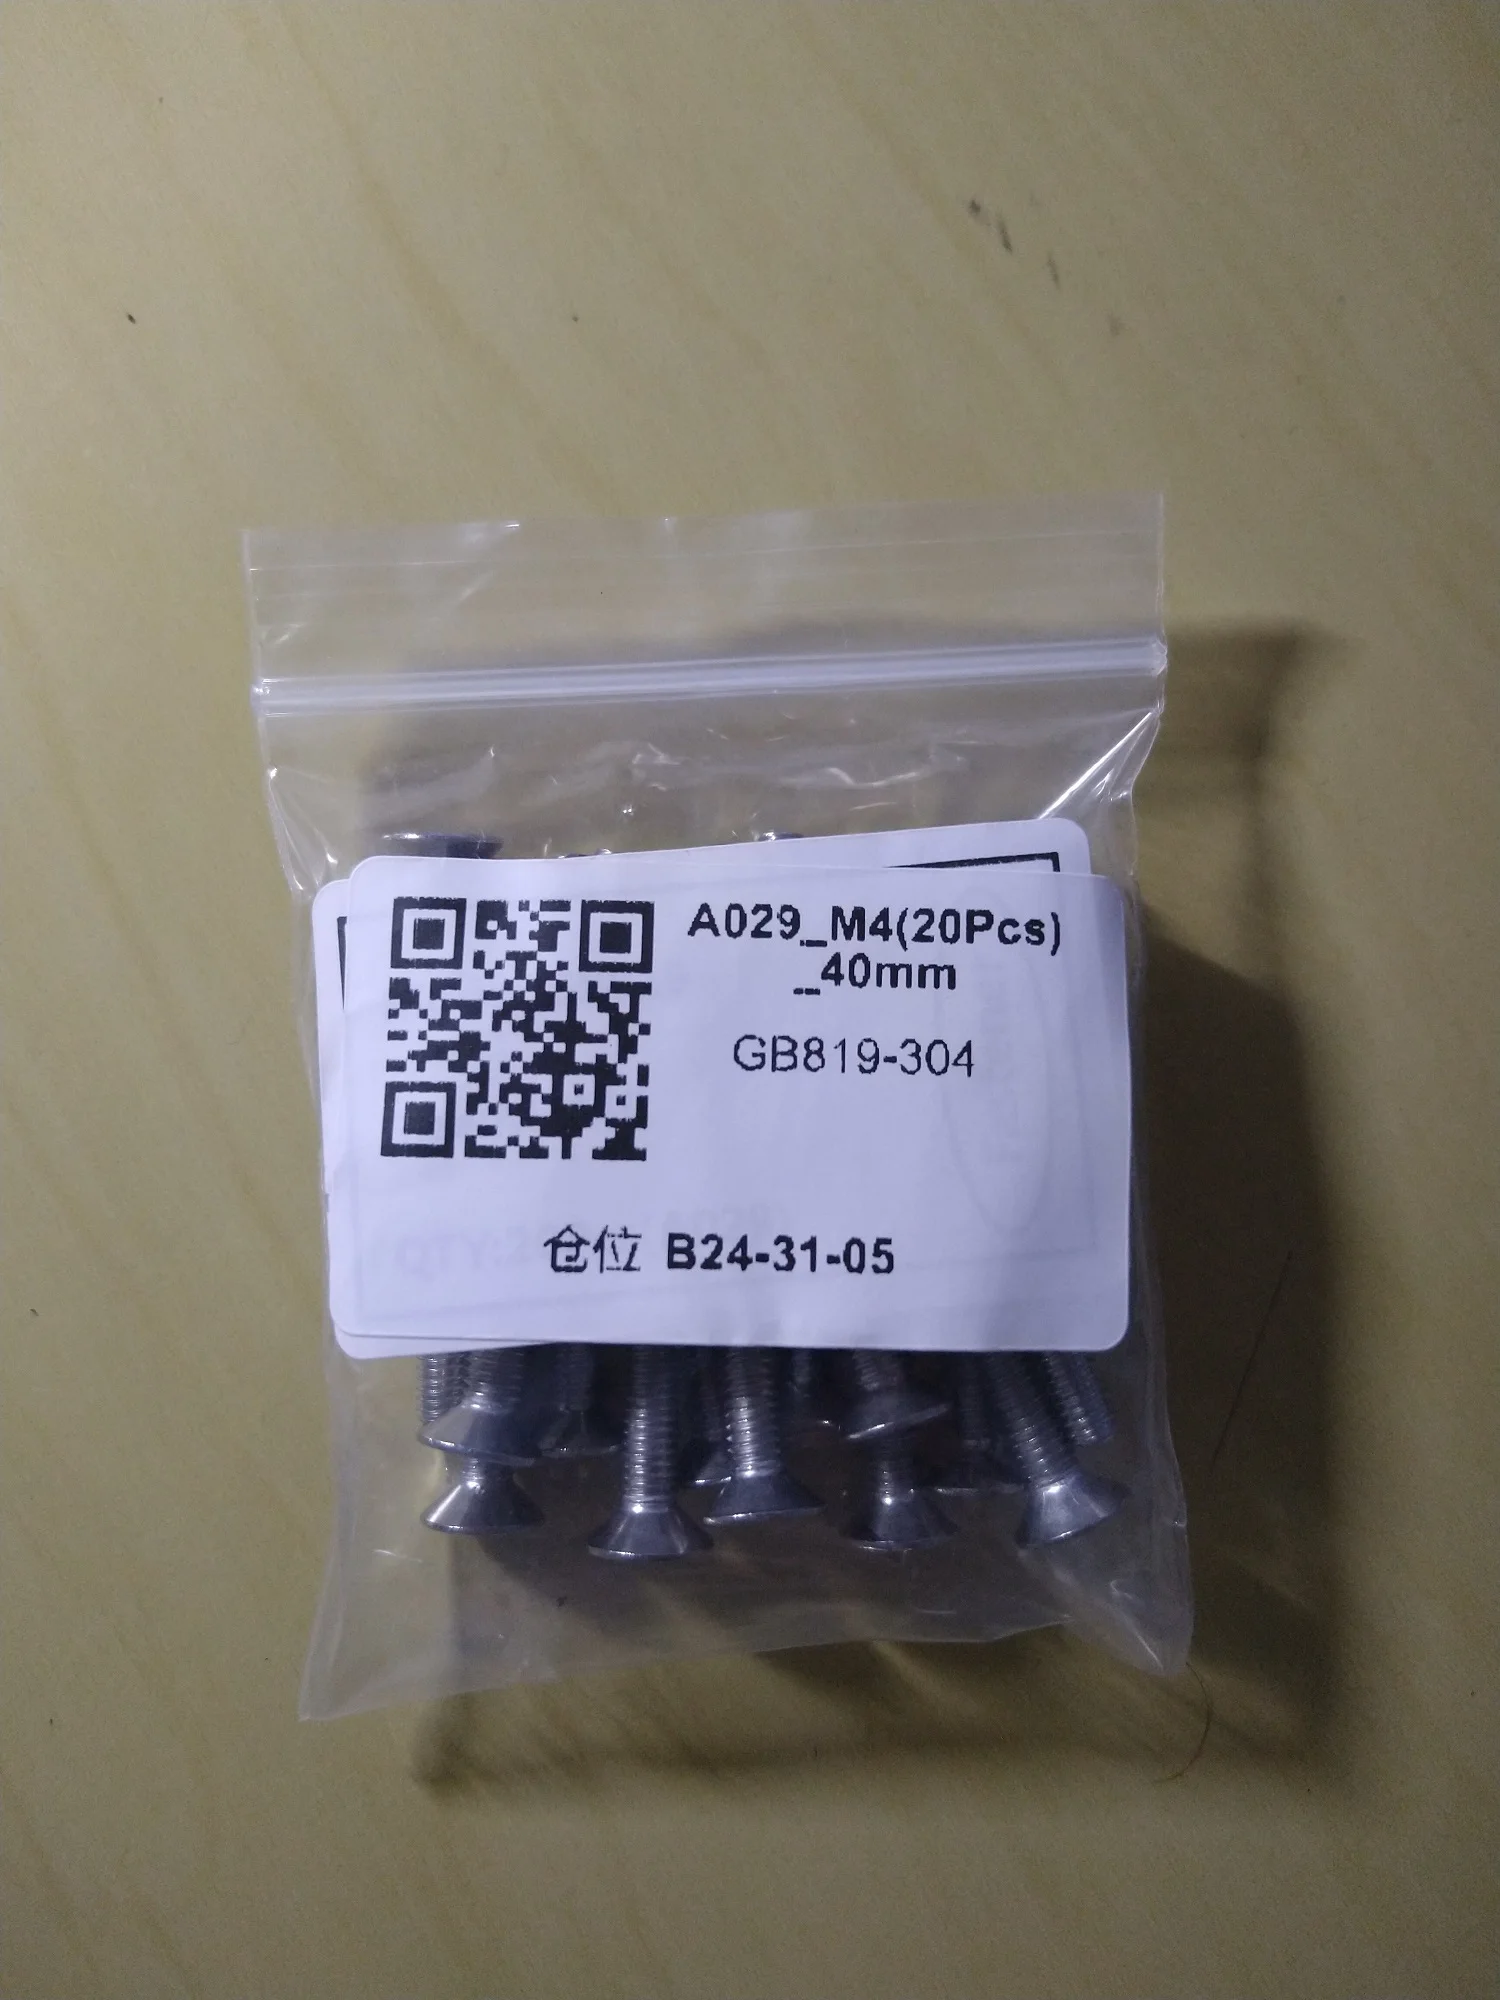 A029_M4(20Pcs)
_40mm
GB819-304
仓位 B24-31-05